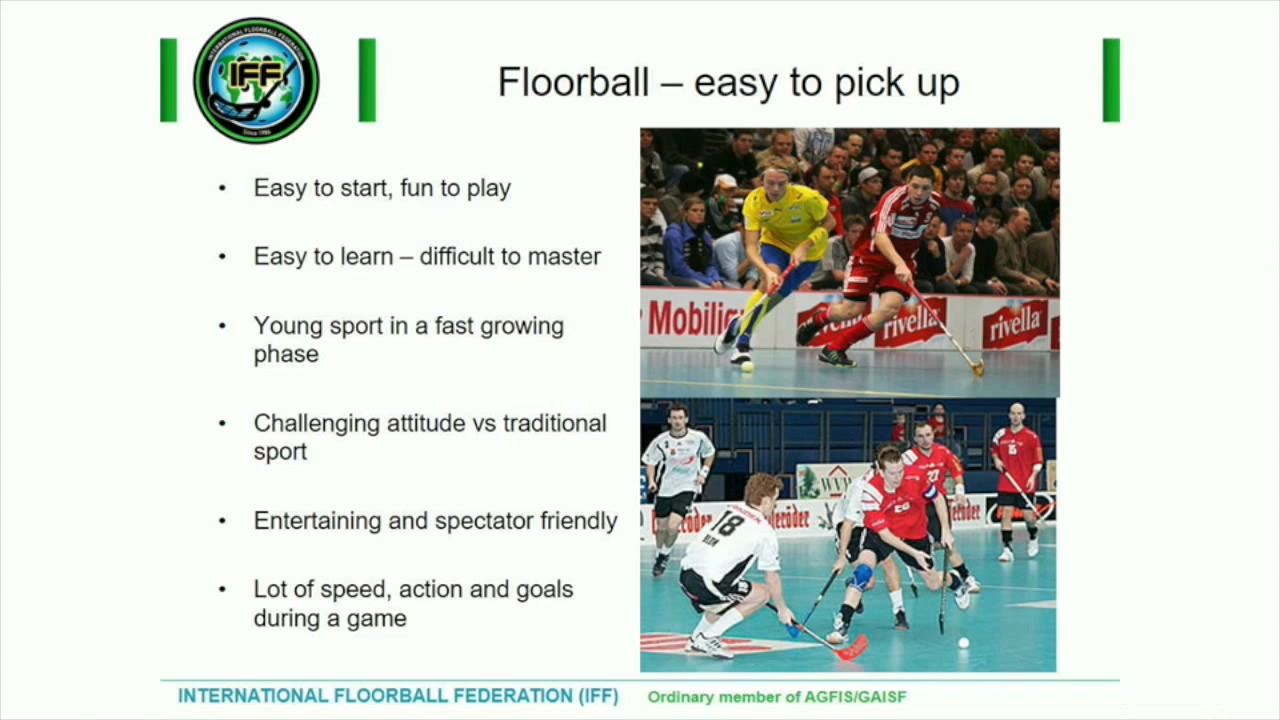 INTERNATIONAL FLOORBALL FEDERATION
IFF
Since 1986
Floorball – easy to pick up
• Easy to start, fun to play
• Easy to learn – difficult to master
• Young sport in a fast growing
phase
• Challenging attitude vs traditional
sport
• Entertaining and spectator friendly
• Lot of speed, action and goals
during a game
rivella
rivella
18
15
INTERNATIONAL FLOORBALL FEDERATION (IFF)
Ordinary member of AGFIS/GAISF